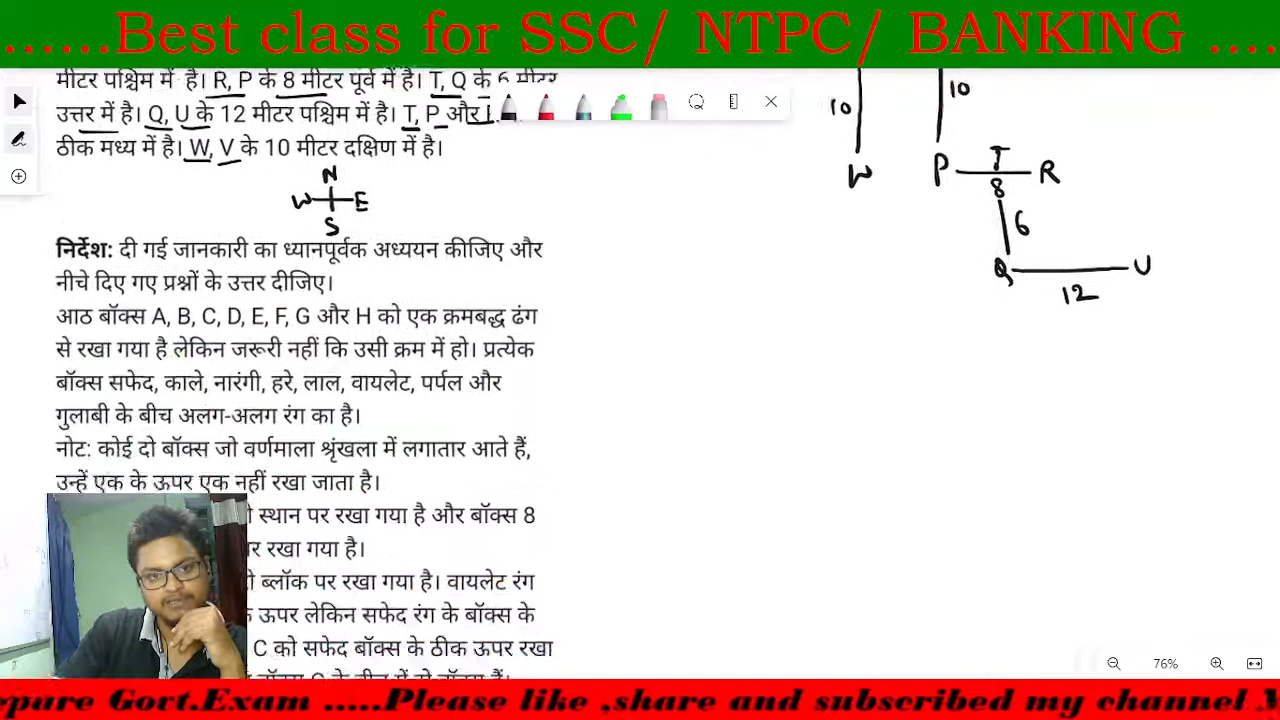 ......Best class for SSC/ NTPC/ BANKING ....
मीटर पश्चिम में है। R, P के 8 मीटर पूर्व में है। T, Q के 6 मीटर
उत्तर में है। Q, U के 12 मीटर पश्चिम में है। T, P और
ठीक मध्य में है। W, V के 10 मीटर दक्षिण में है।
N
W E
S
निर्देश: दी गई जानकारी का ध्यानपूर्वक अध्ययन कीजिए और
नीचे दिए गए प्रश्नों के उत्तर दीजिए।
आठ बॉक्स A, B, C, D, E, F, G और H को एक क्रमबद्ध ढंग
से रखा गया है लेकिन जरूरी नहीं कि उसी क्रम में हो। प्रत्येक
बॉक्स सफेद, काले, नारंगी, हरे, लाल, वायलेट, पर्पल और
गुलाबी के बीच अलग-अलग रंग का है।
नोट: कोई दो बॉक्स जो वर्णमाला श्रृंखला में लगातार आते हैं,
उन्हें एक के ऊपर एक नहीं रखा जाता है।
स्थान पर रखा गया है और बॉक्स 8
र रखा गया है।
ब्लॉक पर रखा गया है। वायलेट रंग
ऊपर लेकिन सफेद रंग के बॉक्स के
C को सफेद बॉक्स के ठीक ऊपर रखा
10 10
W P T R
8
6
Q U
12
76%
epure Govt.Exam .....Please like ,share and subscribed my channel